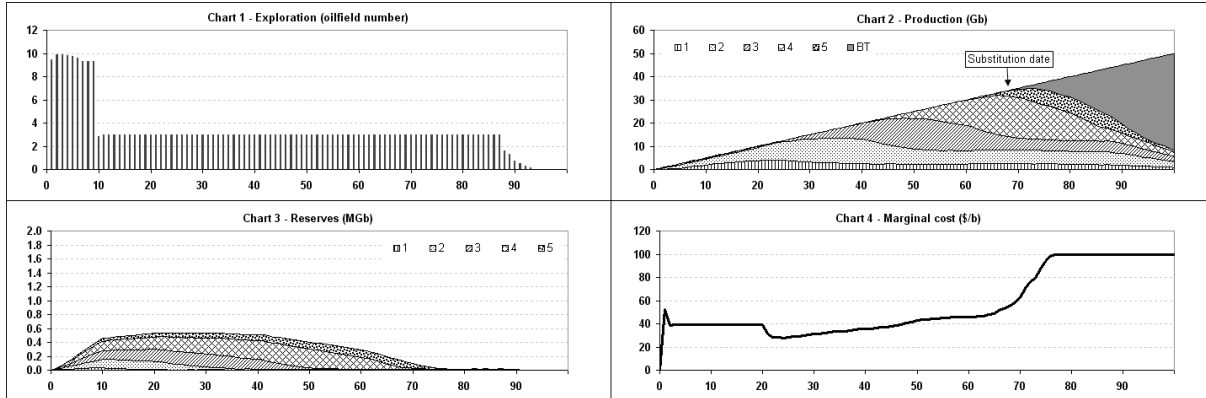 Chart 1 - Exploration (oilfield number)
12
10
8
6
4
2
0
0 10 20 30 40 50 60 70 80 90
Chart 2 - Production (Gb)
60
50
40
30
20
10
0
1 2 3 4 5 BT
Substitution date
0 10 20 30 40 50 60 70 80 90
Chart 3 - Reserves (MGb)
2.0
1.8
1.6
1.4
1.2
1.0
0.8
0.6
0.4
0.2
0.0
1 2 3 4 5
0 10 20 30 40 50 60 70 80 90
Chart 4 - Marginal cost ($/b)
120
100
80
60
40
20
0
0 10 20 30 40 50 60 70 80 90